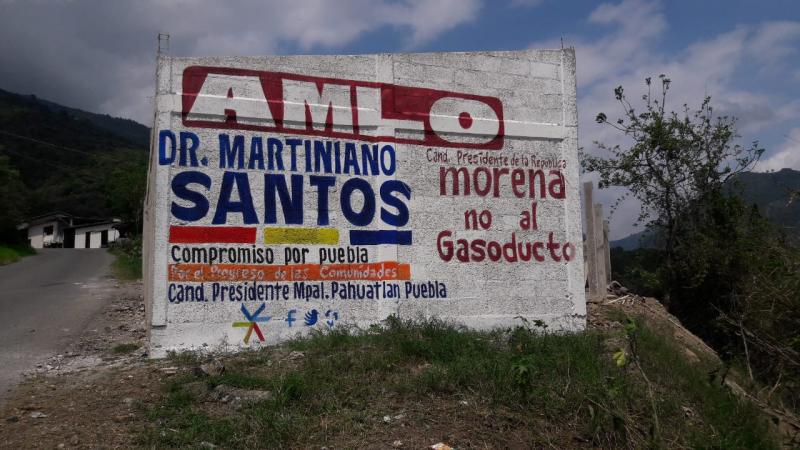 AMLO
Cand. Presidente de la República
DR. MARTINIANO
SANTOS
morena
no al
Gasoducto
Compromiso por puebla
Por el Progreso de las Comunidades
Cand. Presidente Mpal. Pahuatlan Puebla